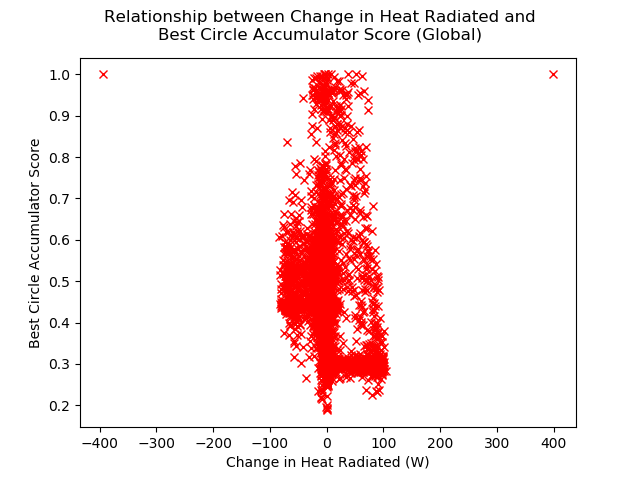 Relationship between Change in Heat Radiated and
Best Circle Accumulator Score (Global)
1.0
0.9
0.8
0.7
0.6
0.5
0.4
0.3
0.2
Best Circle Accumulator Score
−400 −300 −200 −100 0 100 200 300 400
Change in Heat Radiated (W)